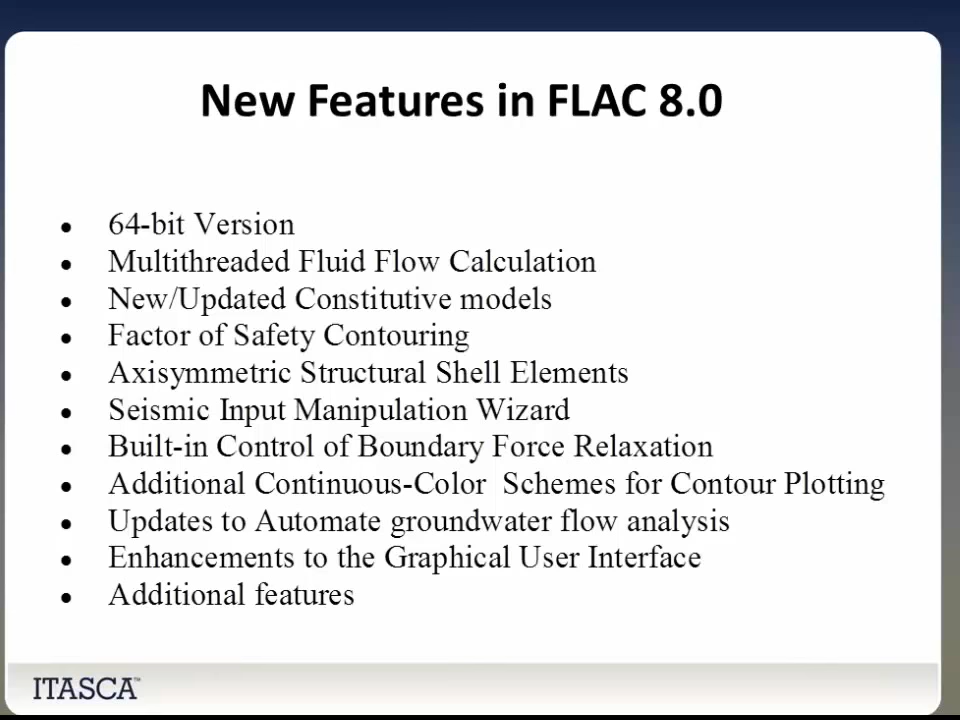 New Features in FLAC 8.0
• 64-bit Version
• Multithreaded Fluid Flow Calculation
• New/Updated Constitutive models
• Factor of Safety Contouring
• Axisymmetric Structural Shell Elements
• Seismic Input Manipulation Wizard
• Built-in Control of Boundary Force Relaxation
• Additional Continuous-Color  Schemes for Contour Plotting
• Updates to Automate groundwater flow analysis
• Enhancements to the Graphical User Interface
• Additional features
ITASCA™